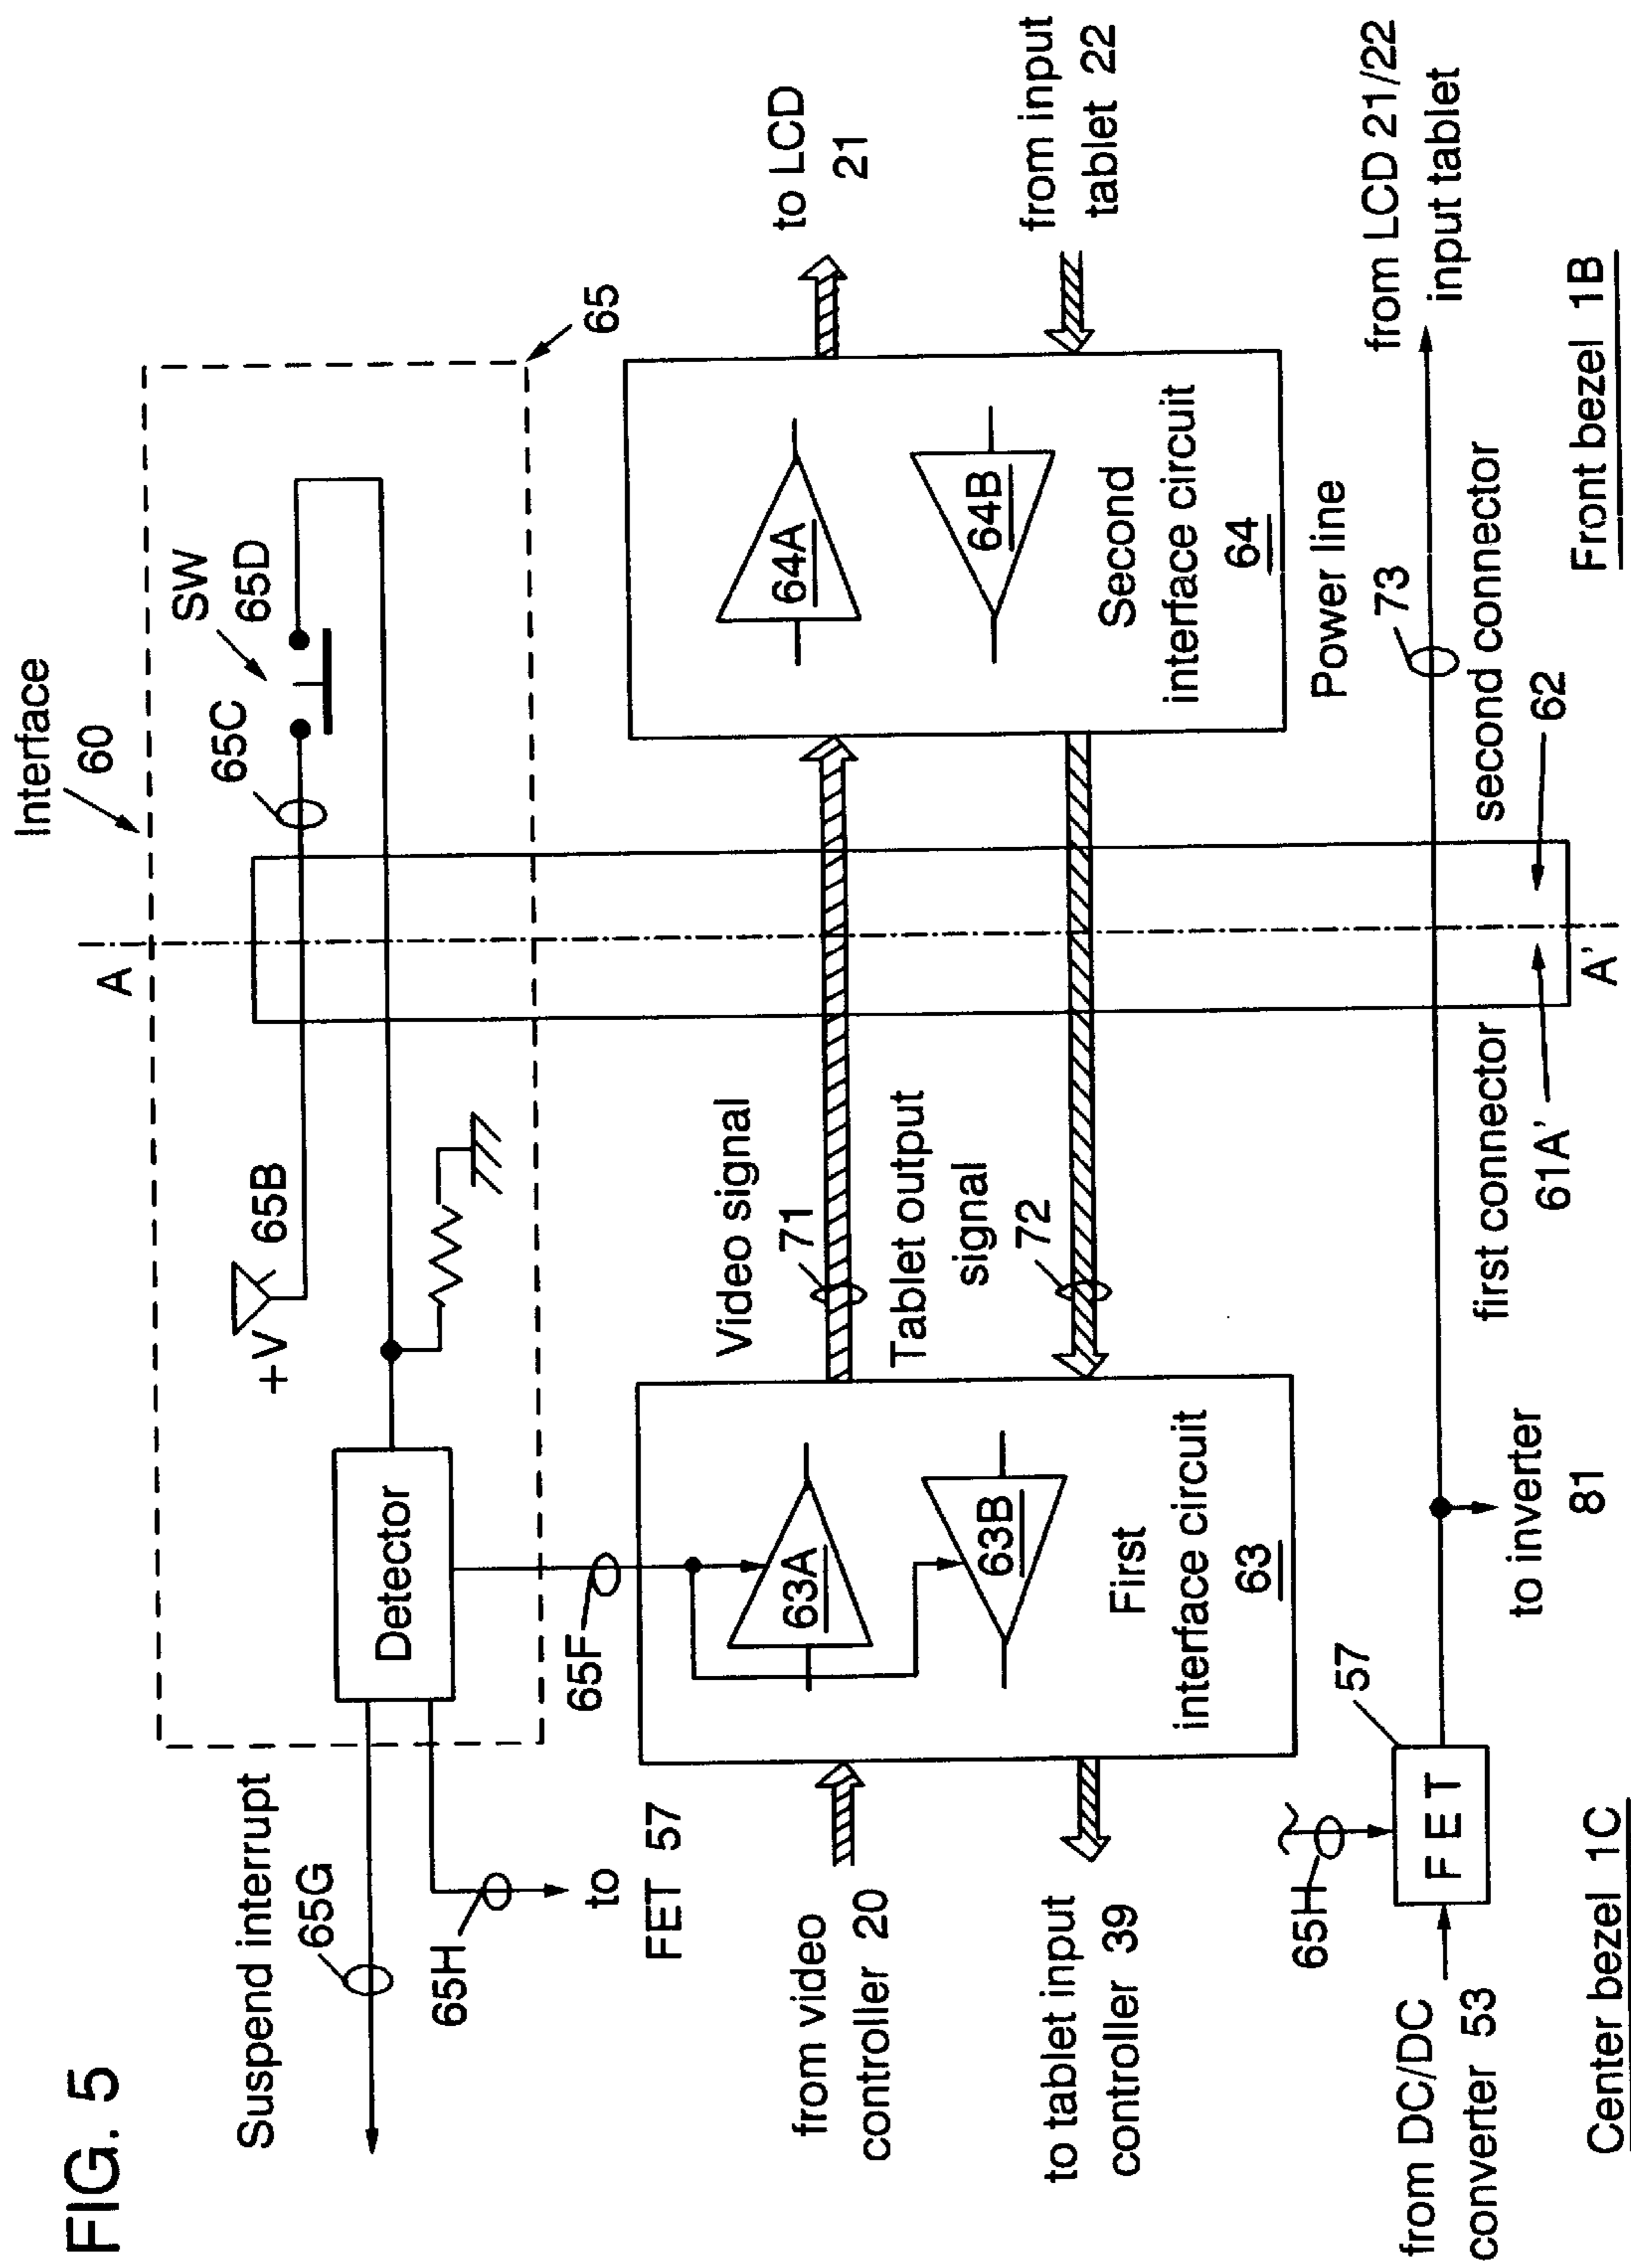 FIG. 5
Interface
60
A
65
SW
65D
65C
65B
+V
Detector
Suspend interrupt
65G
65H
to
FET 57
65F
Video signal
71
Tablet output
signal
72
from video
controller 20
to tablet input
controller 39
63A
63B
First
interface circuit
63
64A
64B
Second
interface circuit
64
to LCD
21
from input
tablet 22
Power line
73
from LCD 21/22
input tablet
65H
57
FET
from DC/DC
converter 53
to inverter
81
first connector
61A'
second connector
62
A'
Center bezel 1C
Front bezel 1B